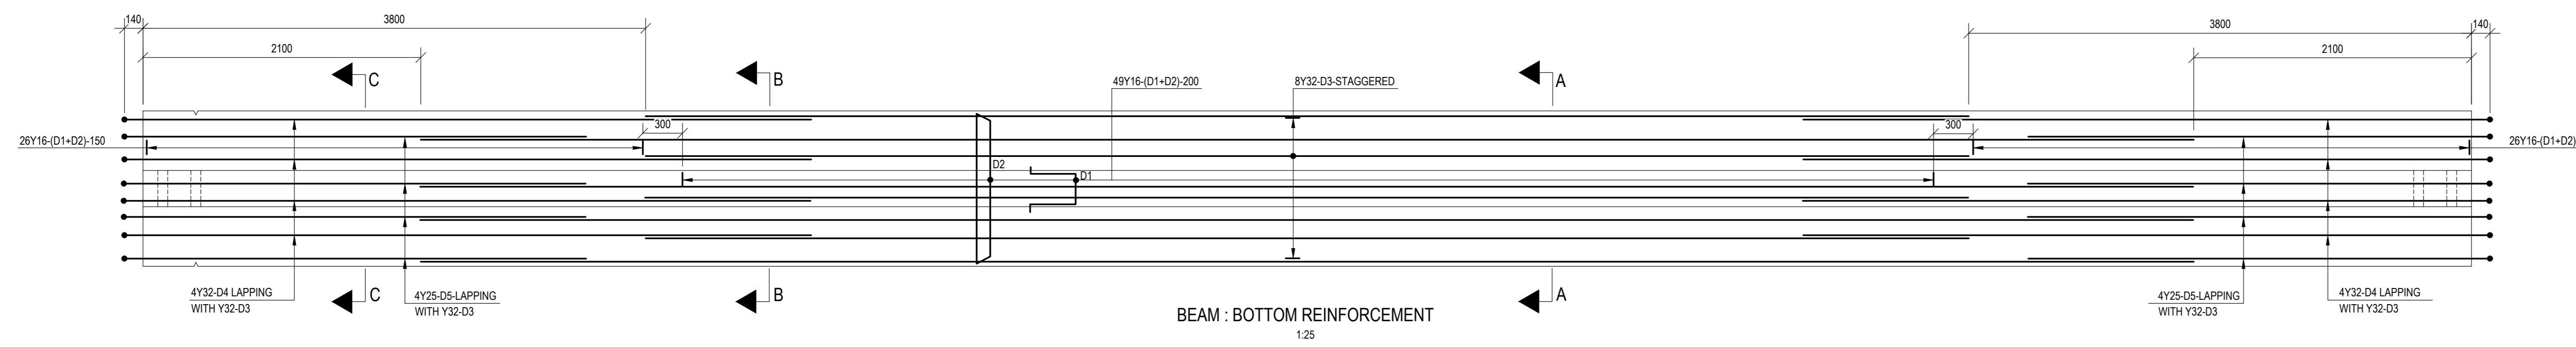 140
3800
3800
140
2100
2100
C
B
A
49Y16-(D1+D2)-200
8Y32-D3-STAGGERED
300
300
26Y16-(D1+D2)-150
26Y16-(D1+D2)
D2
D1
4Y32-D4 LAPPING
WITH Y32-D3
C
4Y25-D5-LAPPING
WITH Y32-D3
B
A
4Y25-D5-LAPPING
WITH Y32-D3
4Y32-D4 LAPPING
WITH Y32-D3
BEAM : BOTTOM REINFORCEMENT
1:25